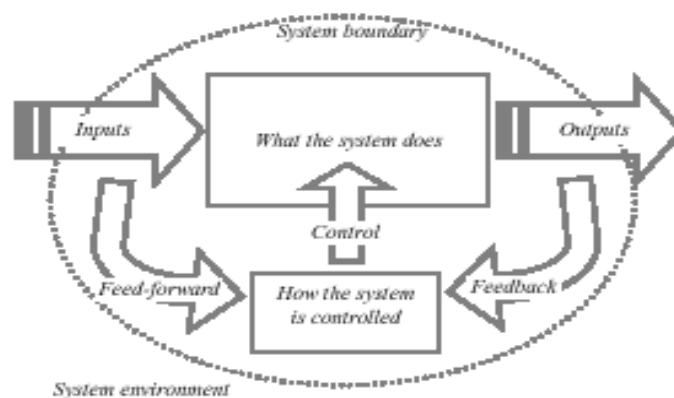 System boundary
Inputs
What the system does
Outputs
Control
Feed-forward
How the system
is controlled
Feedback
System environment